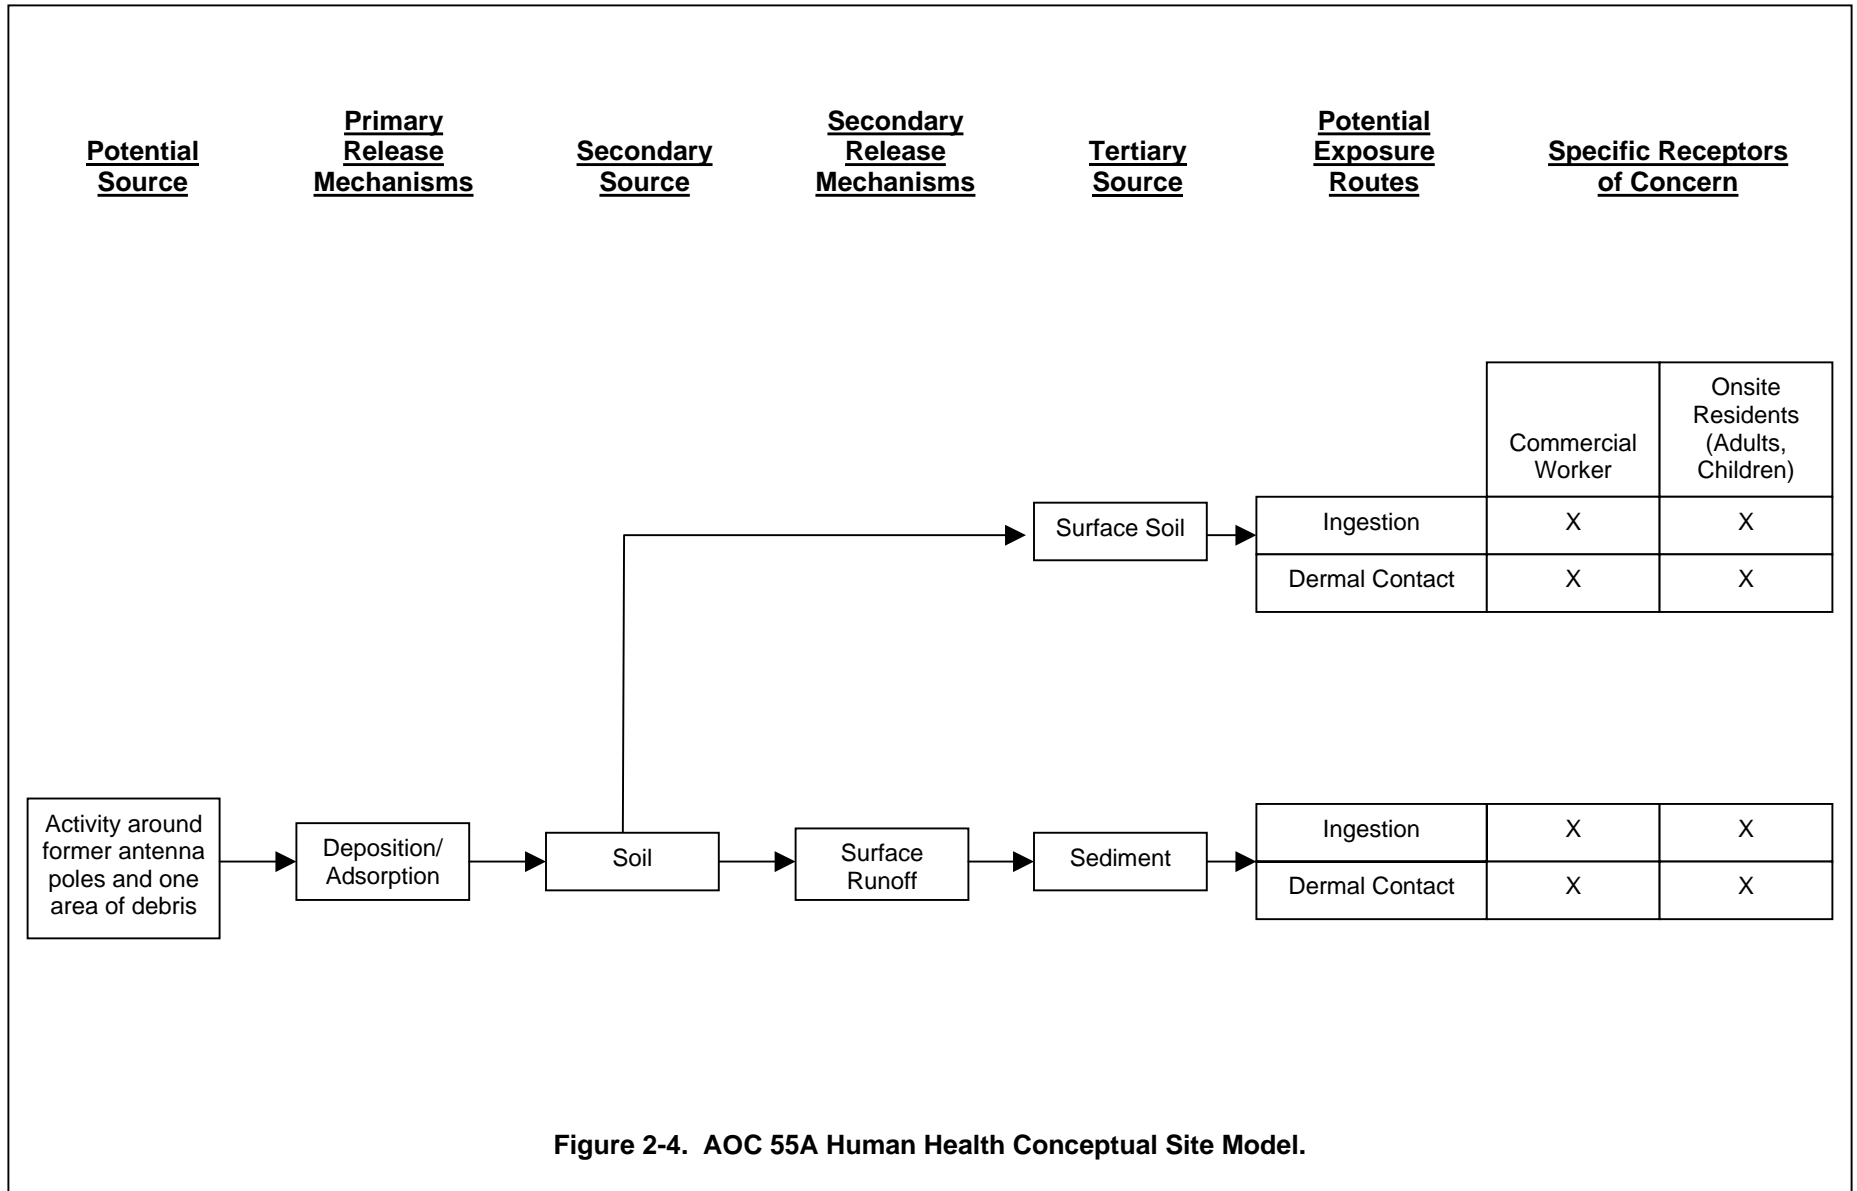 Potential
Source
Primary
Release
Mechanisms
Secondary
Source
Secondary
Release
Mechanisms
Tertiary
Source
Potential
Exposure
Routes
Specific Receptors
of Concern
Commercial
Worker
Onsite
Residents
(Adults,
Children)
Surface Soil
Ingestion
X
X
Dermal Contact
X
X
Activity around
former antenna
poles and one
area of debris
Deposition/
Adsorption
Soil
Surface
Runoff
Sediment
Ingestion
X
X
Dermal Contact
X
X
Figure 2-4. AOC 55A Human Health Conceptual Site Model.